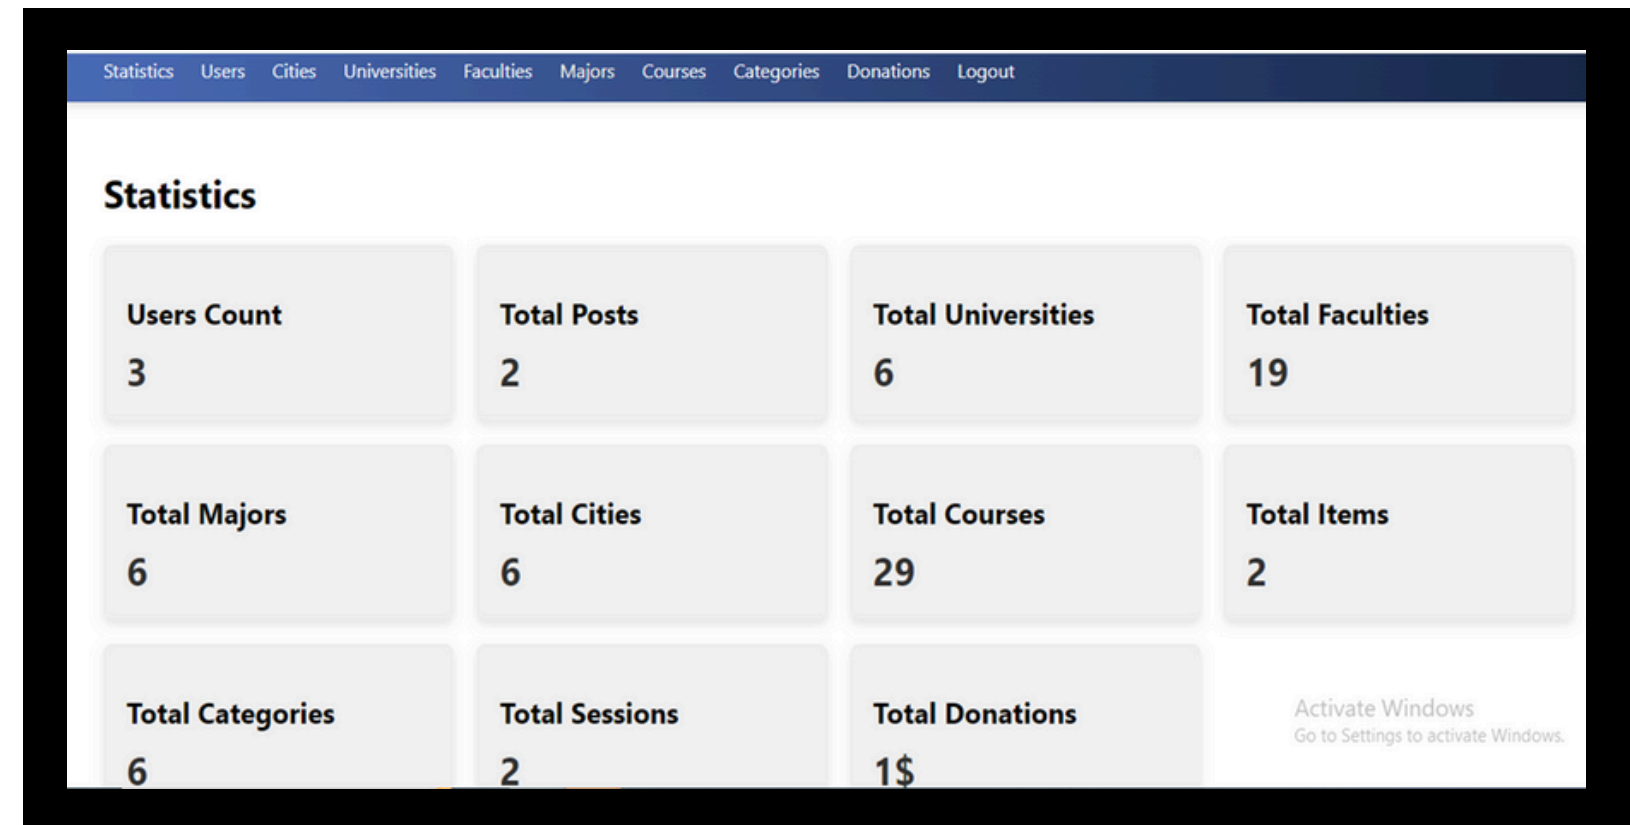 Statistics Users Cities Universities Faculties Majors Courses Categories Donations Logout
Statistics
Users Count
3
Total Posts
2
Total Universities
6
Total Faculties
19
Total Majors
6
Total Cities
6
Total Courses
29
Total Items
2
Total Categories
6
Total Sessions
2
Total Donations
1$
Activate Windows
Go to Settings to activate Windows.